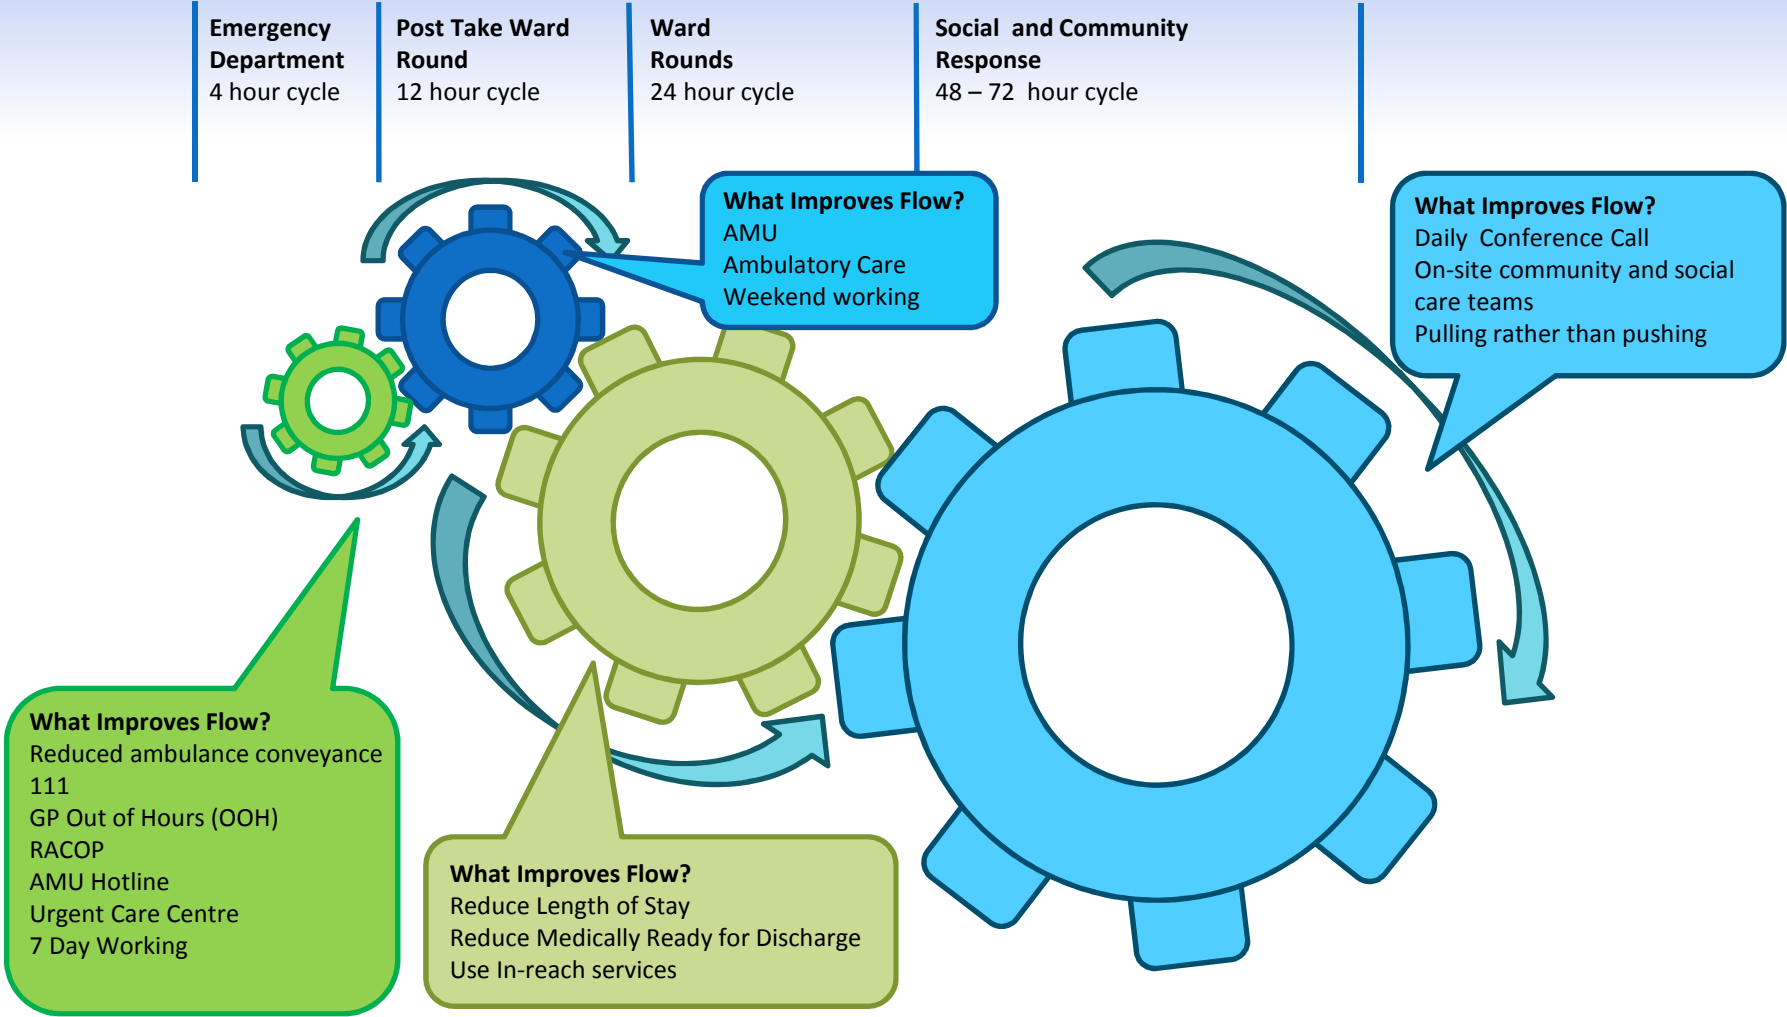 Emergency
Department
4 hour cycle
Post Take Ward
Round
12 hour cycle
Ward
Rounds
24 hour cycle
Social and Community
Response
48 – 72 hour cycle
What Improves Flow?
AMU
Ambulatory Care
Weekend working
What Improves Flow?
Daily Conference Call
On-site community and social
care teams
Pulling rather than pushing
What Improves Flow?
Reduced ambulance conveyance
111
GP Out of Hours (OOH)
RACOP
AMU Hotline
Urgent Care Centre
7 Day Working
What Improves Flow?
Reduce Length of Stay
Reduce Medically Ready for Discharge
Use In-reach services